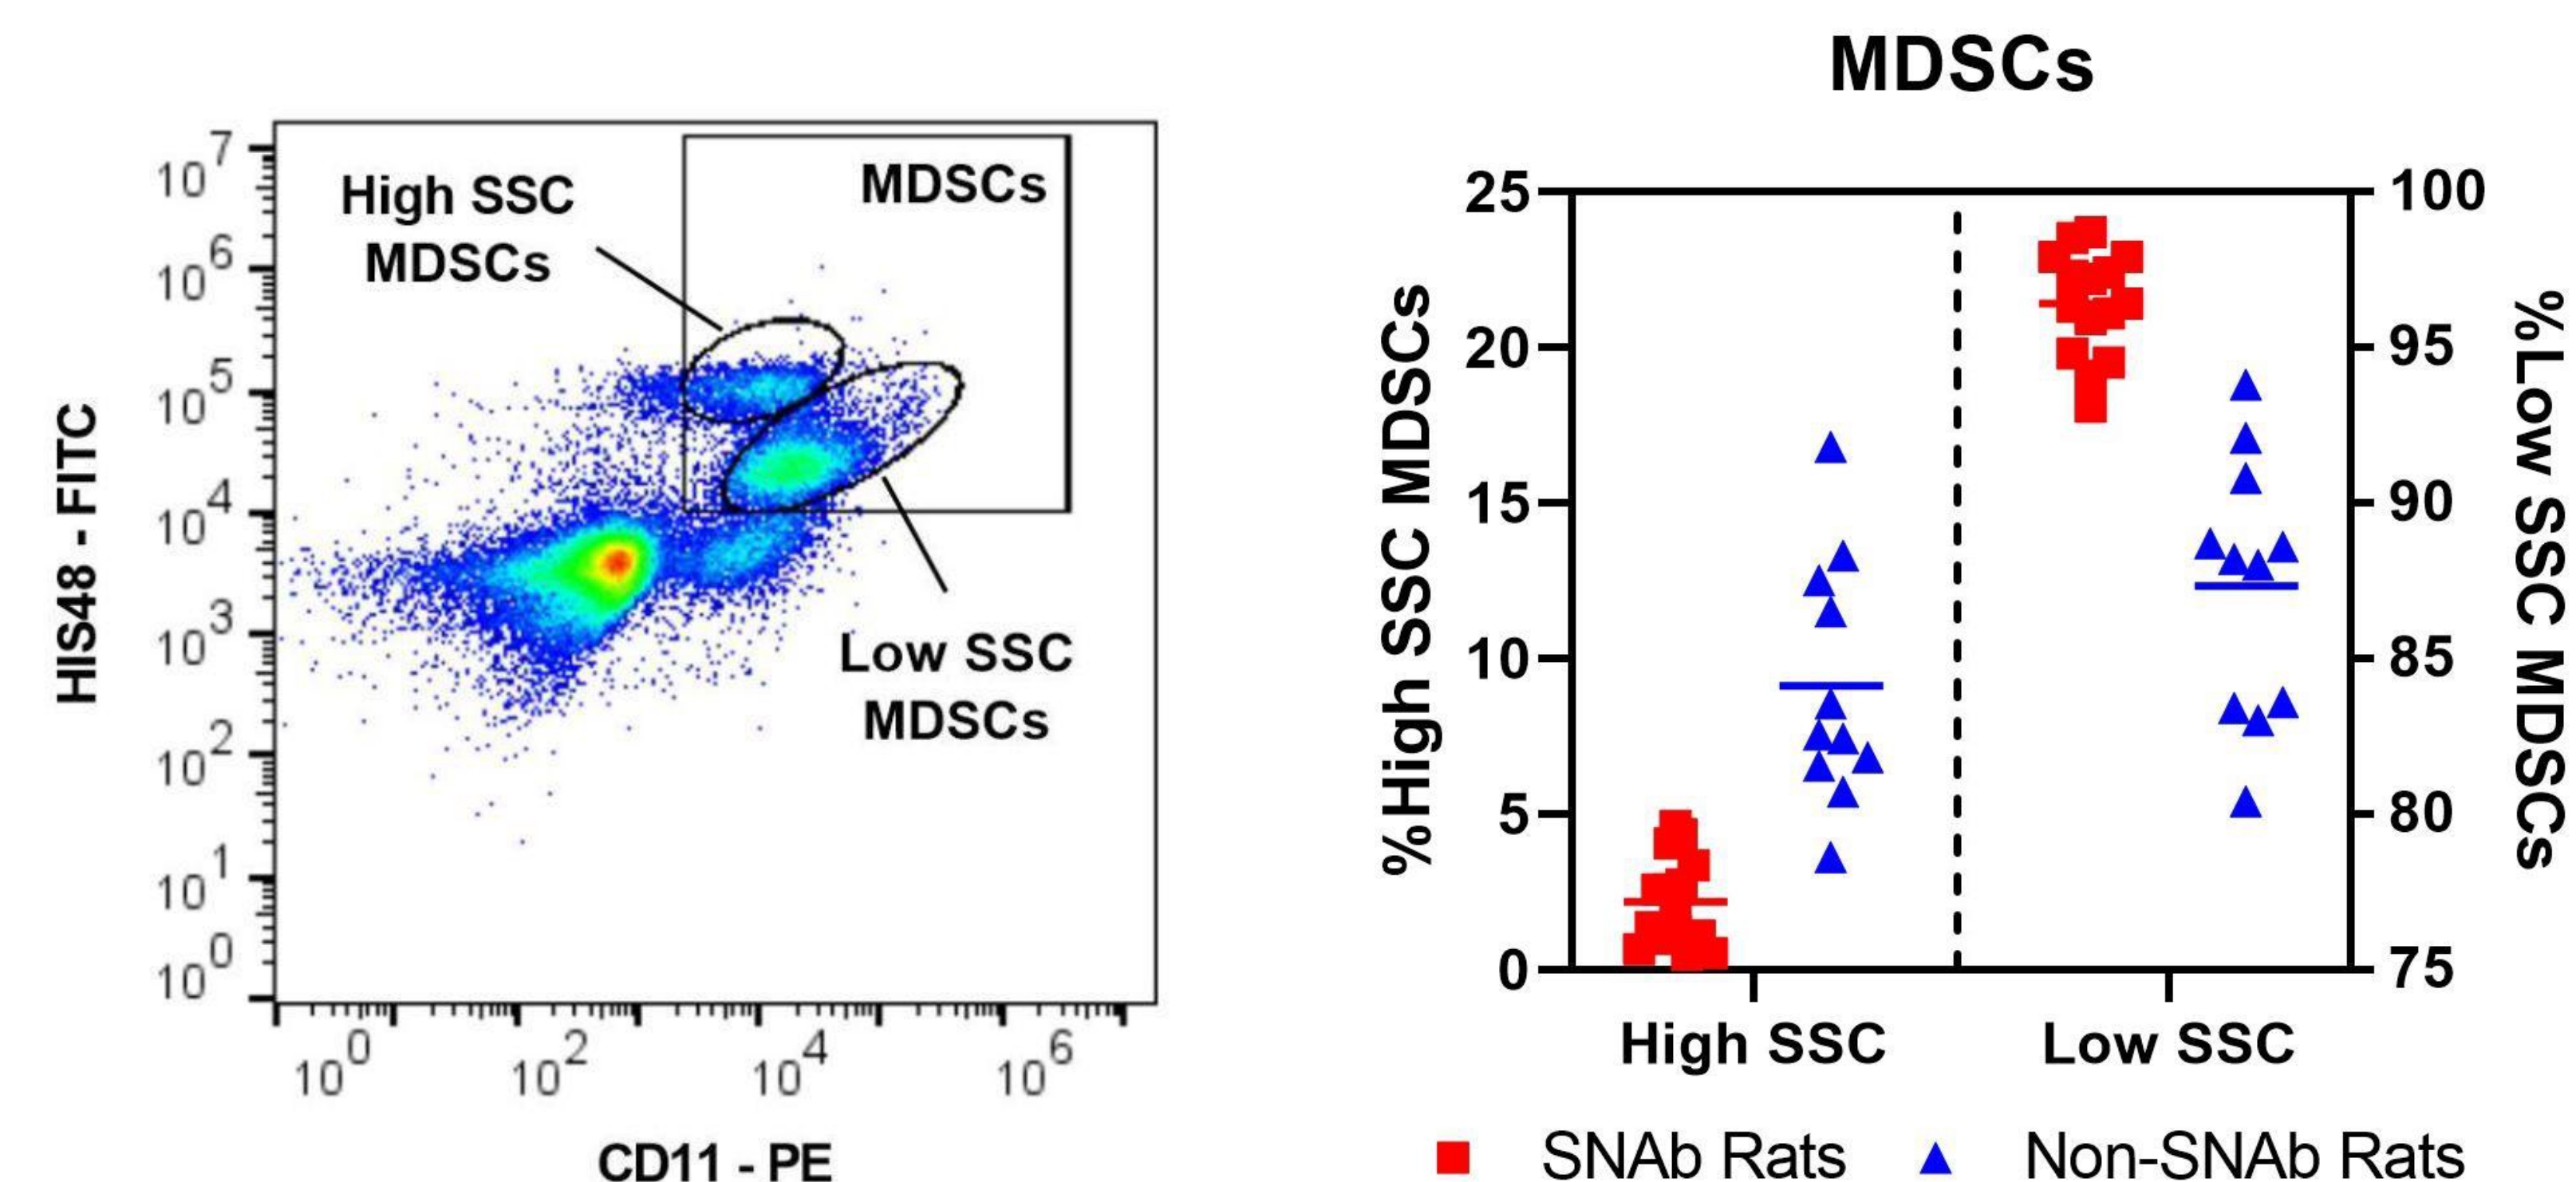 MDSCs
High SSC
MDSCs
MDSCs
Low SSC
MDSCs
HIS48 - FITC
10^7
10^6
10^5
10^4
10^3
10^2
10^1
10^0
10^0 10^2 10^4 10^6
CD11 - PE
%High SSC MDSCs
25
20
15
10
5
0
100
95
90
85
80
75
%Low SSC MDSCs
High SSC Low SSC
SNAb Rats Non-SNAb Rats